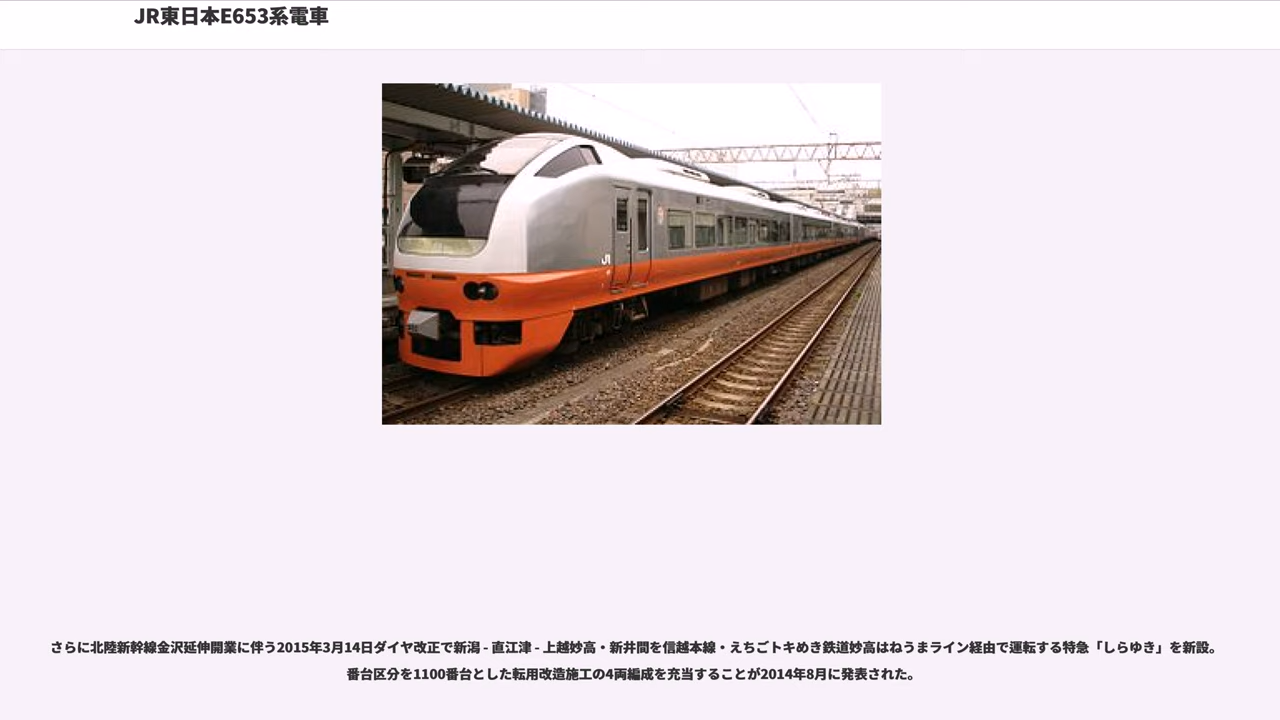 JR東日本E653系電車
JR
さらに北陸新幹線金沢延伸開業に伴う2015年3月14日ダイヤ改正で新潟 - 直江津 - 上越妙高・新井間を信越本線・えちごトキめき鉄道妙高はねうまライン経由で運転する特急「しらゆき」を新設。
番台区分を1100番台とした転用改造施工の4両編成を充当することが2014年8月に発表された。